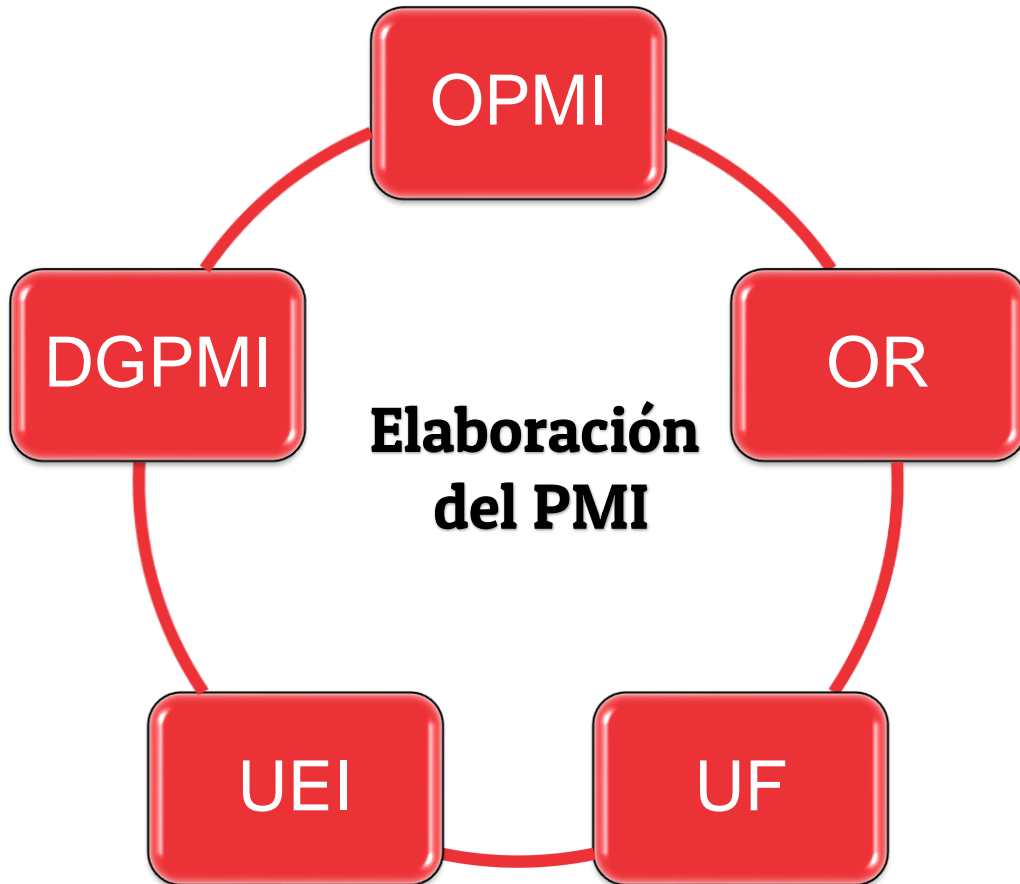 OPMI
DGPMI
OR
Elaboración
del PMI
UEI
UF